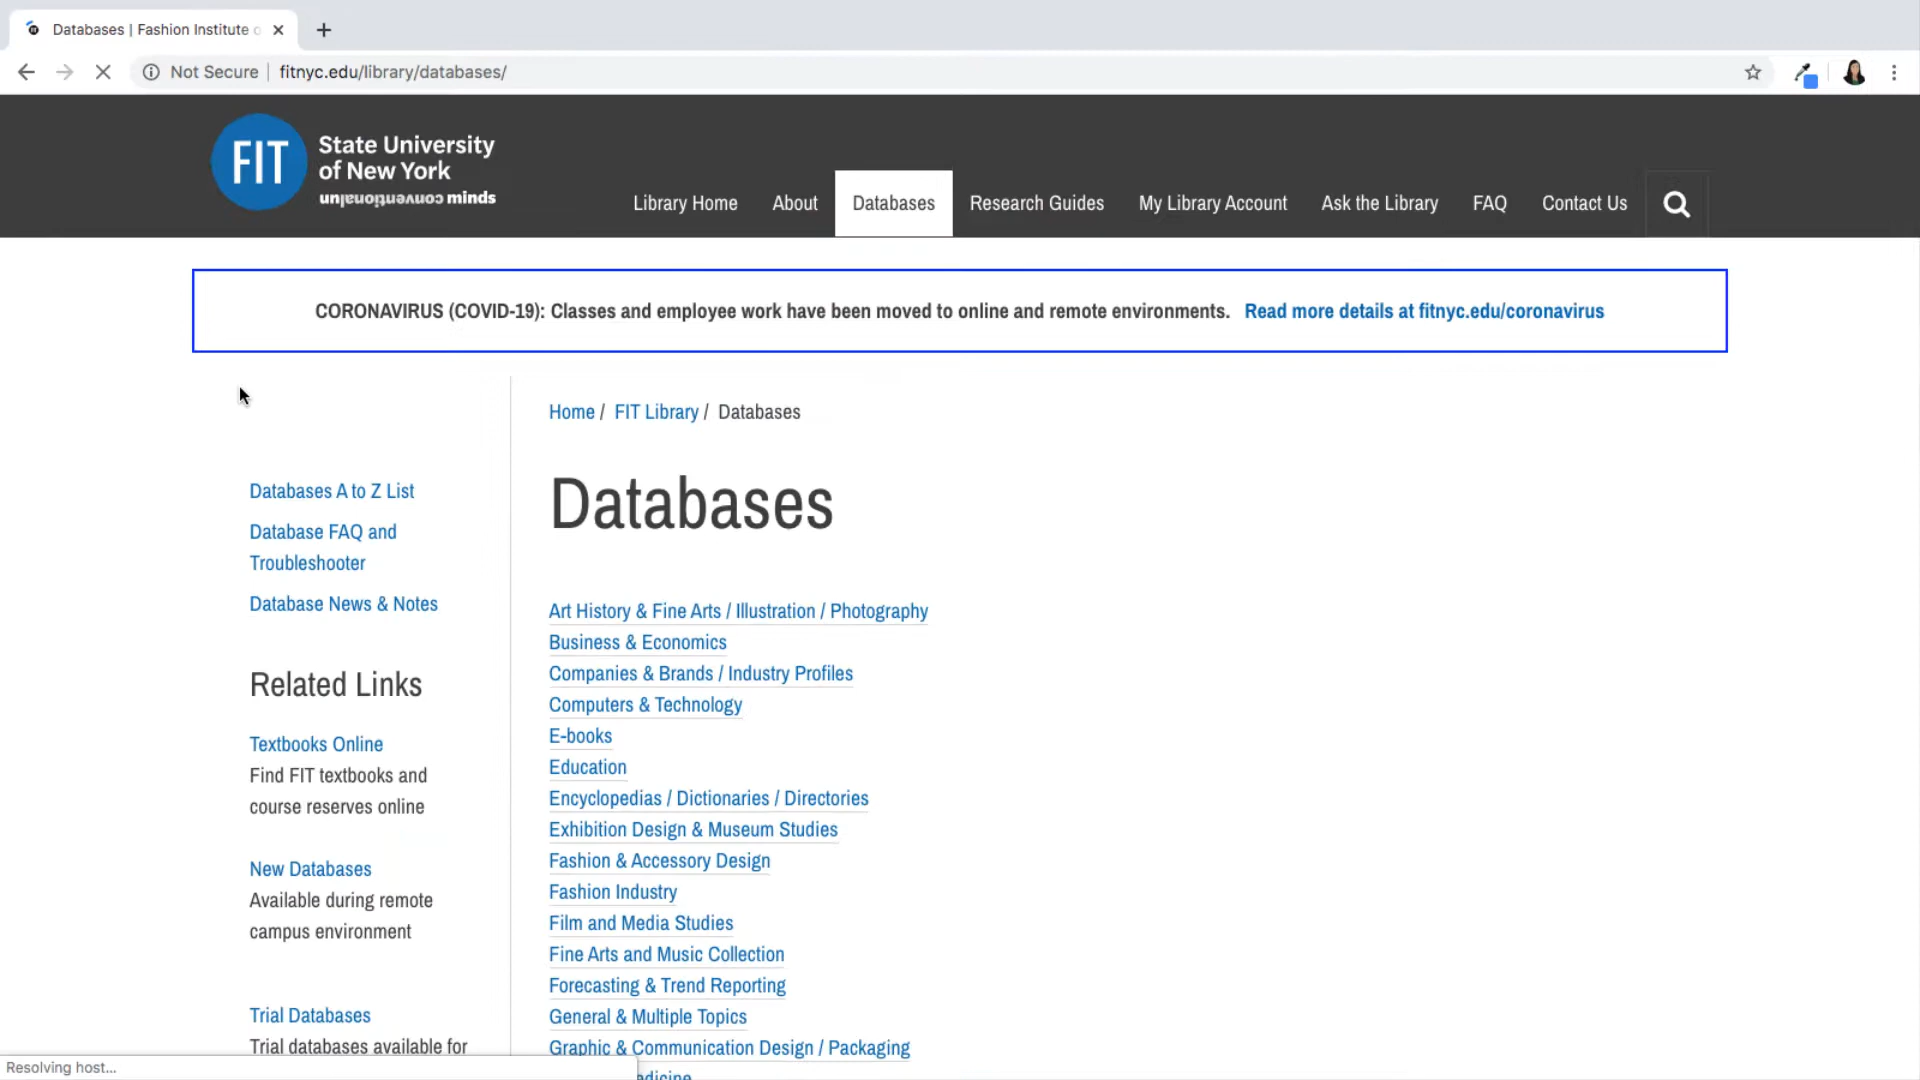 Databases | Fashion Institute o
Not Secure | fitnyc.edu/library/databases/
FIT
State University
of New York
unconventional minds
Library Home
About
Databases
Research Guides
My Library Account
Ask the Library
FAQ
Contact Us
CORONAVIRUS (COVID-19): Classes and employee work have been moved to online and remote environments. Read more details at fitnyc.edu/coronavirus
Home / FIT Library / Databases
Databases A to Z List
Database FAQ and
Troubleshooter
Database News & Notes
Related Links
Textbooks Online
Find FIT textbooks and
course reserves online
New Databases
Available during remote
campus environment
Trial Databases
Trial databases available for
Databases
Art History & Fine Arts / Illustration / Photography
Business & Economics
Companies & Brands / Industry Profiles
Computers & Technology
E-books
Education
Encyclopedias / Dictionaries / Directories
Exhibition Design & Museum Studies
Fashion & Accessory Design
Fashion Industry
Film and Media Studies
Fine Arts and Music Collection
Forecasting & Trend Reporting
General & Multiple Topics
Graphic & Communication Design / Packaging
Resolving host...